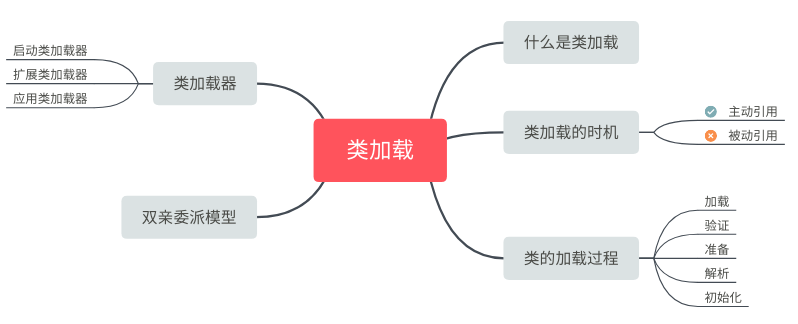 类加载
什么是类加载
类加载的时机
主动引用
被动引用
类的加载过程
加载
验证
准备
解析
初始化
类加载器
启动类加载器
扩展类加载器
应用类加载器
双亲委派模型